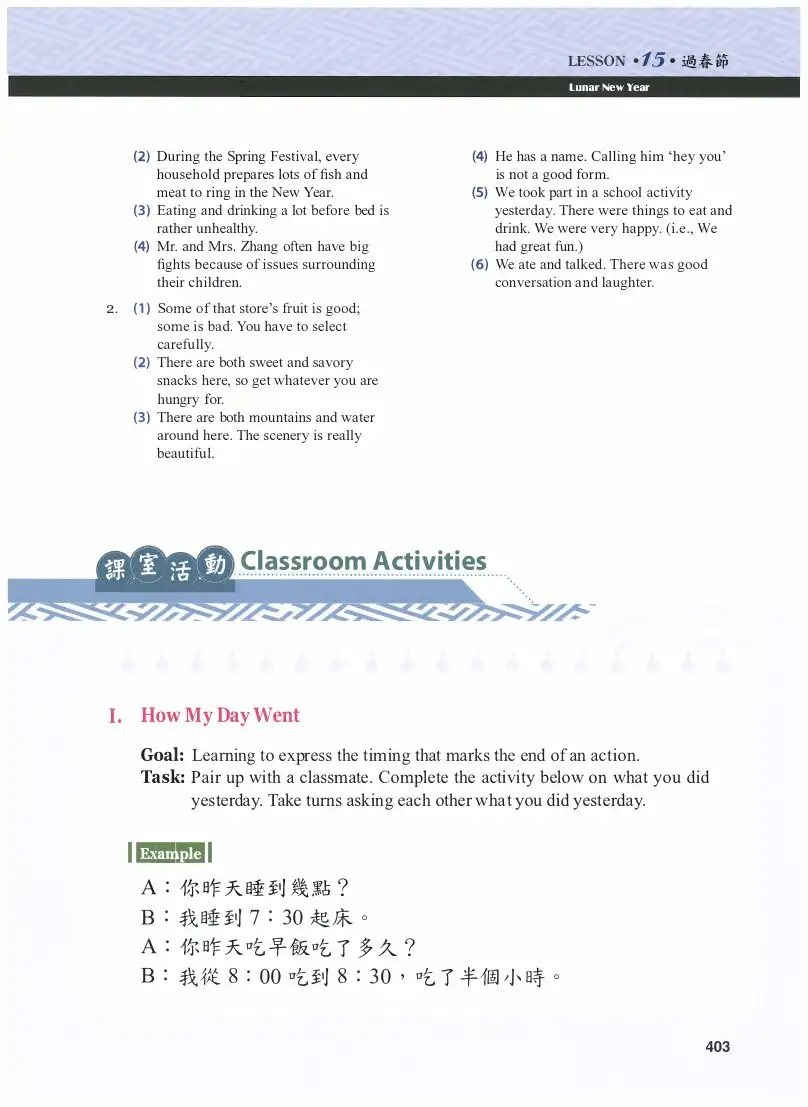 LESSON •15• 過春節
Lunar New Year
(2) During the Spring Festival, every
household prepares lots of fish and
meat to ring in the New Year.
(3) Eating and drinking a lot before bed is
rather unhealthy.
(4) Mr. and Mrs. Zhang often have big
fights because of issues surrounding
their children.
2. (1) Some of that store's fruit is good;
some is bad. You have to select
carefully.
(2) There are both sweet and savory
snacks here, so get whatever you are
hungry for.
(3) There are both mountains and water
around here. The scenery is really
beautiful.
(4) He has a name. Calling him ‘hey you’
is not a good form.
(5) We took part in a school activity
yesterday. There were things to eat and
drink. We were very happy. (i.e., We
had great fun.)
(6) We ate and talked. There was good
conversation and laughter.
課室活動 Classroom Activities
I. How My Day Went
Goal: Learning to express the timing that marks the end of an action.
Task: Pair up with a classmate. Complete the activity below on what you did
yesterday. Take turns asking each other what you did yesterday.
Example
A：你昨天睡到幾點？
B：我睡到 7：30 起床。
A：你昨天吃早飯吃了多久？
B：我從 8：00 吃到 8：30，吃了半個小時。
403